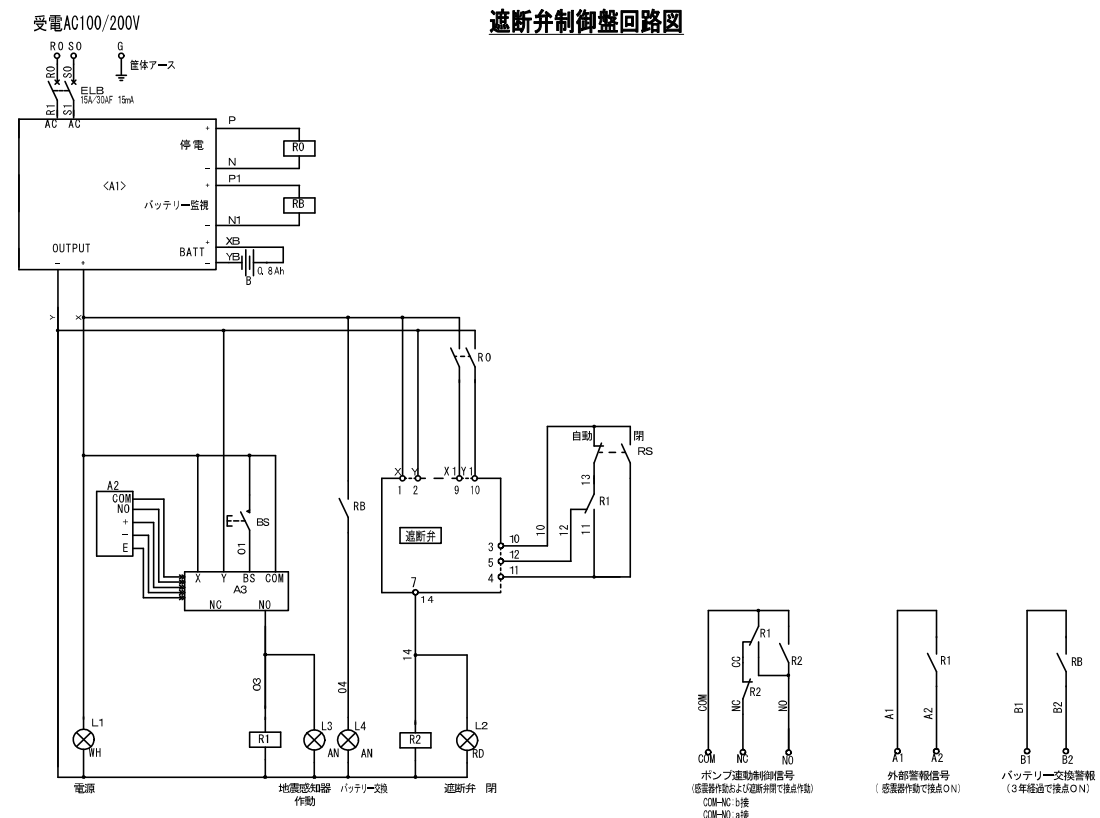 遮断弁制御盤回路図
受電AC100/200V
R0 S0 G
筐体アース
R0 S0
ELB
15A/30AF 15mA
R1 S1
AC AC
<A1>
停電
+ P
R0
- N
+ P1
バッテリー監視
RB
- N1
OUTPUT
- +
BATT
+ XB
- YB
B
0.8Ah
Y X
R0
自動 閉
RS
13
R1
10 12 11
X Y X1 Y1
1 2 9 10
遮断弁
3 10
5 12
4 11
7
14
14
RB
A2
COM
NO
+
-
E
BS
01
X Y BS COM
A3
NC NO
03
04
L1
WH
電源
R1
L3
AN
地震感知器
作動
L4
AN
バッテリー交換
R2
L2
RD
遮断弁 閉
R1
R2
CC
R2
COM NC NO
COM NC NO
ポンプ連動制御信号
(感震器作動および遮断弁閉で接点作動)
COM-NC:b接
COM-NO:a接
R1
A1 A2
A1 A2
外部警報信号
(感震器作動で接点ON)
RB
B1 B2
B1 B2
バッテリー交換警報
(3年経過で接点ON)